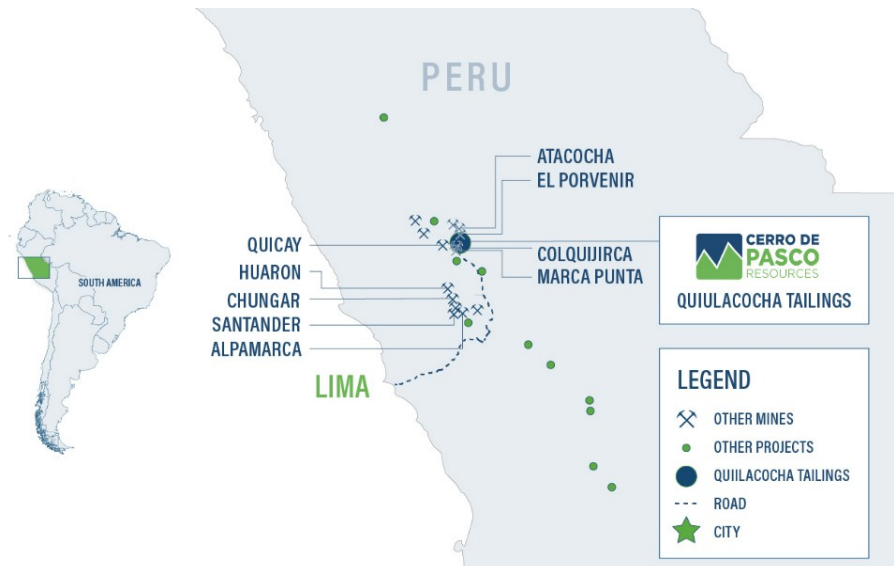 PERU
ATACOCHA
EL PORVENIR
QUICAY
COLQUIJIRCA
MARCA PUNTA
HUARON
CHUNGAR
SANTANDER
ALPAMARCA
LIMA
SOUTH AMERICA
CERRO DE
PASCO
RESOURCES
QUIULACOCHA TAILINGS
LEGEND
OTHER MINES
OTHER PROJECTS
QUIILACOCHA TAILINGS
ROAD
CITY